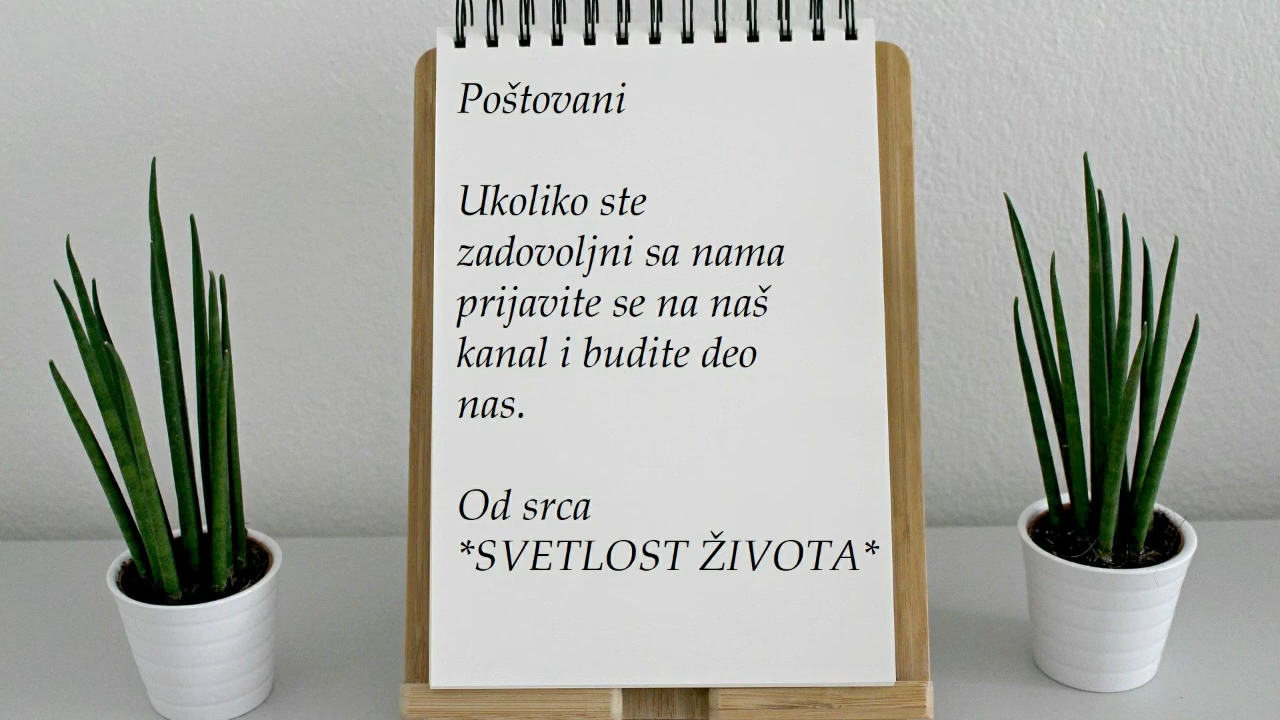 Poštovani
Ukoliko ste
zadovoljni sa nama
prijavite se na naš
kanal i budite deo
nas.
Od srca
*SVETLOST ŽIVOTA*